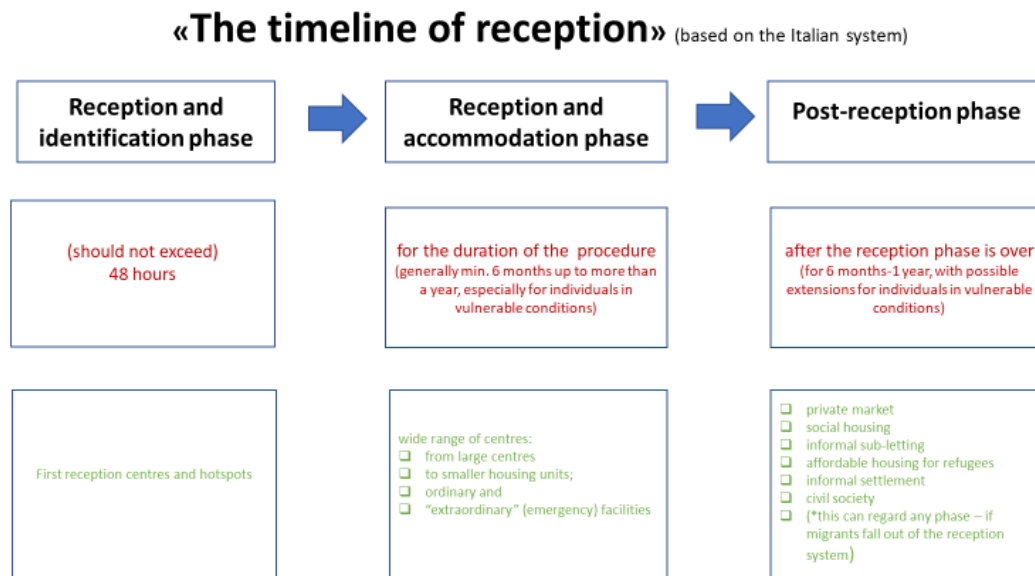 «The timeline of reception» (based on the Italian system)
Reception and
identification phase
Reception and
accommodation phase
Post-reception phase
(should not exceed)
48 hours
for the duration of the procedure
(generally min. 6 months up to more than
a year, especially for individuals in
vulnerable conditions)
after the reception phase is over
(for 6 months-1 year, with possible
extensions for individuals in vulnerable
conditions)
First reception centres and hotspots
wide range of centres:
❑ from large centres
❑ to smaller housing units;
❑ ordinary and
❑ “extraordinary” (emergency) facilities
❑ private market
❑ social housing
❑ informal sub-letting
❑ affordable housing for refugees
❑ informal settlement
❑ civil society
❑ (*this can regard any phase – if
migrants fall out of the reception
system)